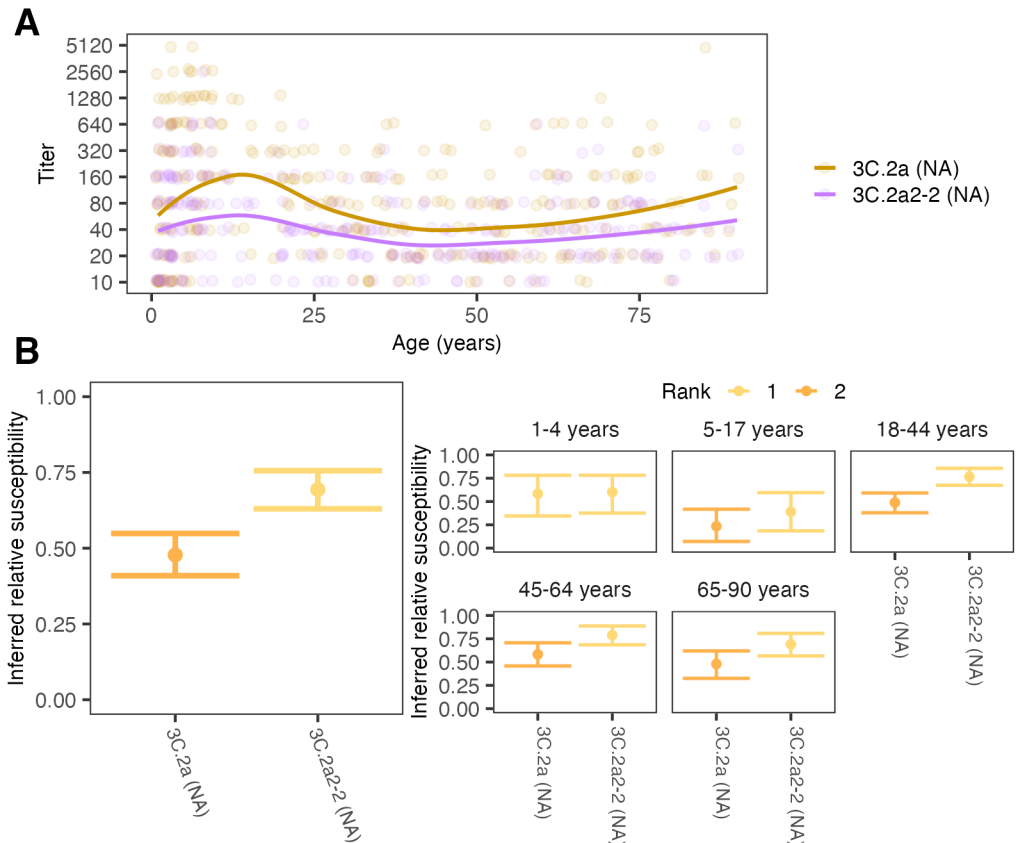 A
5120
2560
1280
640
320
160
80
40
20
10
Titer
0 25 50 75
Age (years)
3C.2a (NA)
3C.2a2-2 (NA)
B
Inferred relative susceptibility
1.00
0.75
0.50
0.25
0.00
3C.2a (NA)
3C.2a2-2 (NA)
Rank 1 2
1-4 years 5-17 years 18-44 years
Inferred relative susceptibility
1.00
0.75
0.50
0.25
0.00
3C.2a (NA)
3C.2a2-2 (NA)
45-64 years 65-90 years
1.00
0.75
0.50
0.25
0.00
3C.2a (NA)
3C.2a2-2 (NA)
3C.2a (NA)
3C.2a2-2 (NA)